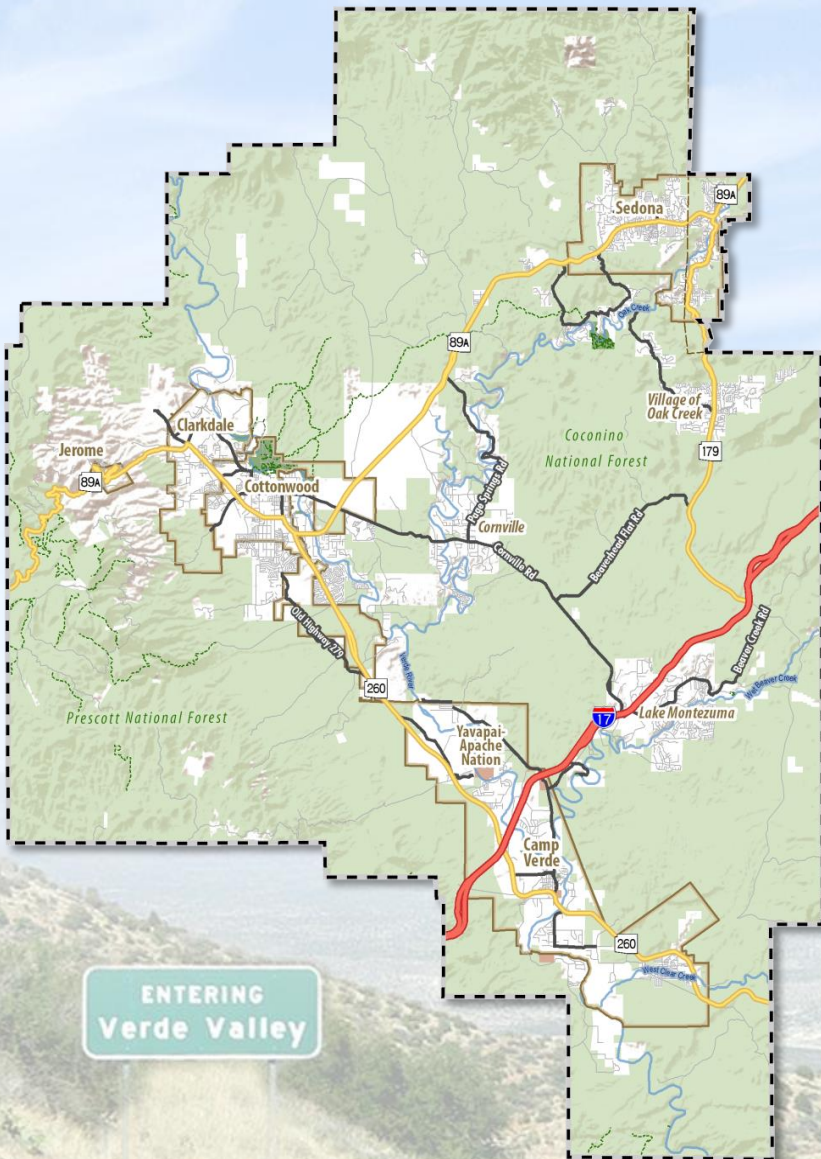 89A
Sedona
Oak Creek
89A
Village of
Oak Creek
Clarkdale
Coconino
National Forest
179
Jerome
89A
Cottonwood
Page Springs Rd
Cornville
Beaverhead Flat Rd
Cornville Rd
Old Highway 279
Beaver Creek Rd
Verde River
Wet Beaver Creek
260
17
Lake Montezuma
Prescott National Forest
Yavapai-
Apache
Nation
Camp
Verde
260
West Clear Creek
ENTERING
Verde Valley